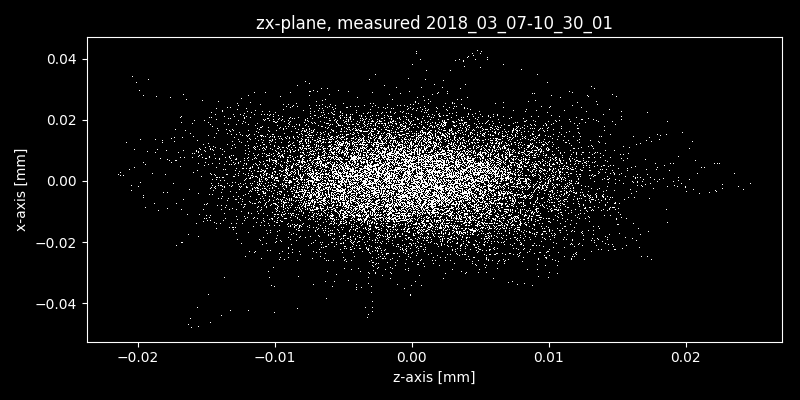 zx-plane, measured 2018_03_07-10_30_01
0.04
0.02
0.00
−0.02
−0.04
x-axis [mm]
−0.02 −0.01 0.00 0.01 0.02
z-axis [mm]